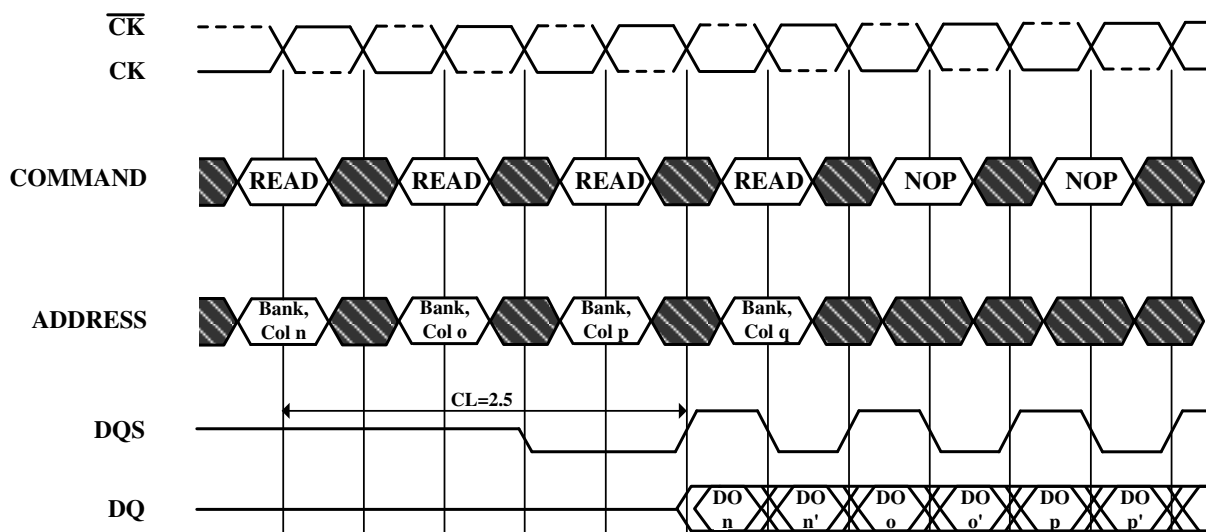 CK
CK
COMMAND READ READ READ READ NOP NOP
ADDRESS Bank, Col n Bank, Col o Bank, Col p Bank, Col q
CL=2.5
DQS
DQ DO n DO n' DO o DO o' DO p DO p'